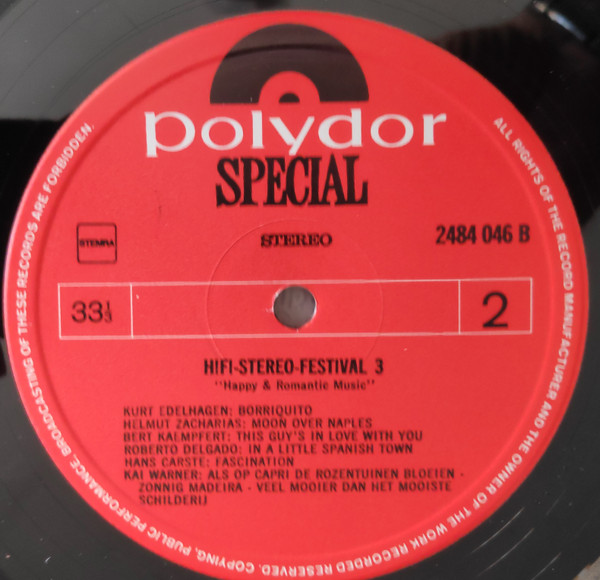 polydor
SPECIAL
STEMRA
STEREO
2484 046 B
33⅓
2
HIFI-STEREO-FESTIVAL 3
"Happy & Romantic Music"
KURT EDELHAGEN: BORRIQUITO
HELMUT ZACHARIAS: MOON OVER NAPLES
BERT KAEMPFERT: THIS GUY'S IN LOVE WITH YOU
ROBERTO DELGADO: IN A LITTLE SPANISH TOWN
HANS CARSTE: FASCINATION
KAI WARNER: ALS OP CAPRI DE ROZENTUINEN BLOEIEN -
ZONNIG MADEIRA - VEEL MOOIER DAN HET MOOISTE
SCHILDERIJ
ALL RIGHTS OF THE RECORD MANUFACTURER AND THE OWNER OF THE WORK RECORDED RESERVED. COPYING, PUBLIC PERFORMANCE, BROADCASTING OF THESE RECORDS ARE FORBIDDEN.